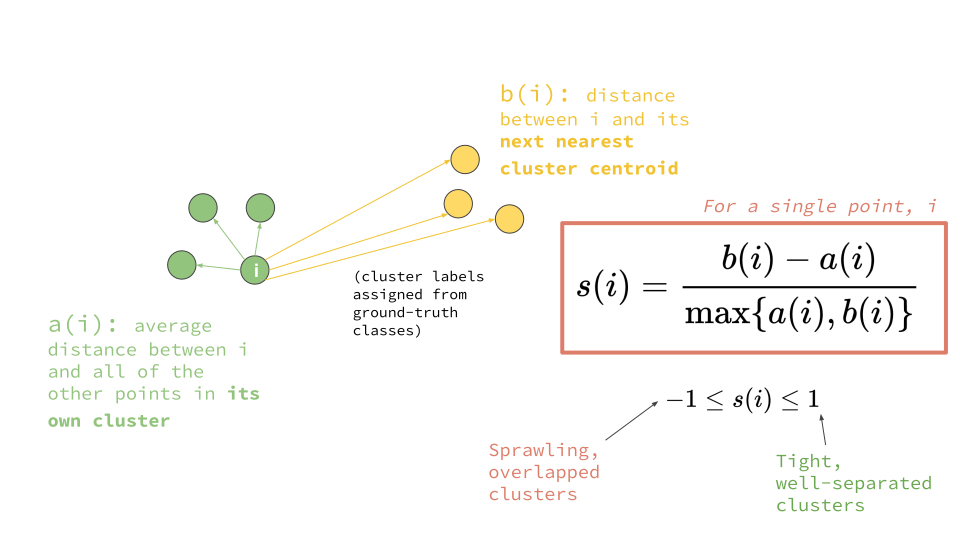 b(i): distance
between i and its
next nearest
cluster centroid
For a single point, i
i
(cluster labels
assigned from
ground-truth
classes)
s(i) = \frac{b(i) - a(i)}{\max\{a(i), b(i)\}}
a(i): average
distance between i
and all of the
other points in its
own cluster
−1 ≤ s(i) ≤ 1
Sprawling,
overlapped
clusters
Tight,
well-separated
clusters